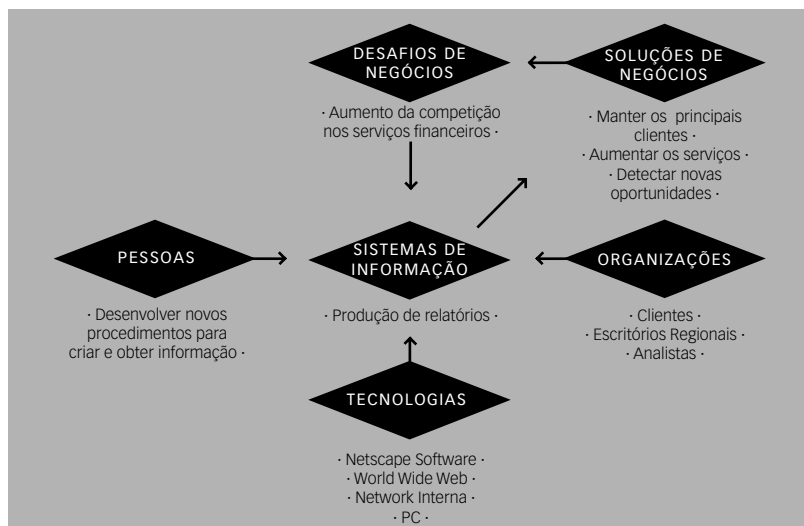 DESAFIOS DE
NEGÓCIOS
· Aumento da competição
nos serviços financeiros ·
SOLUÇÕES DE
NEGÓCIOS
· Manter os principais
clientes ·
· Aumentar os serviços ·
· Detectar novas
oportunidades ·
PESSOAS
· Desenvolver novos
procedimentos para
criar e obter informação ·
SISTEMAS DE
INFORMAÇÃO
· Produção de relatórios ·
ORGANIZAÇÕES
· Clientes ·
· Escritórios Regionais ·
· Analistas ·
TECNOLOGIAS
· Netscape Software ·
· World Wide Web ·
· Network Interna ·
· PC ·